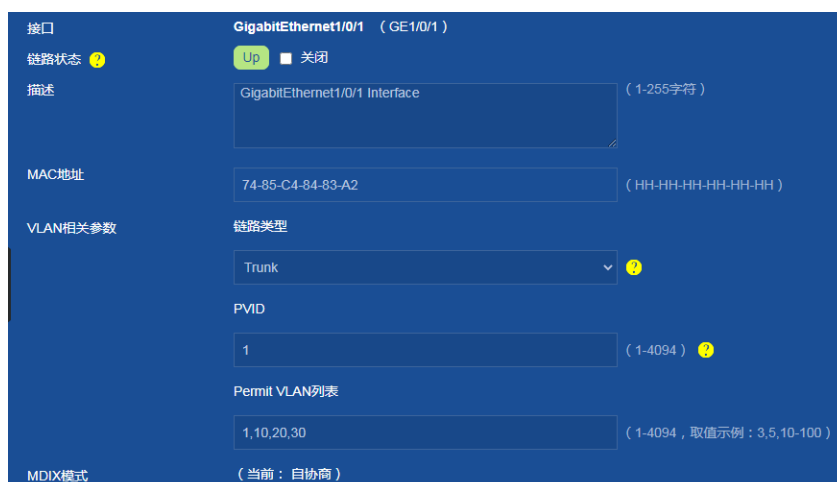 接口 GigabitEthernet1/0/1 （GE1/0/1）
链路状态 ? Up 关闭
描述 GigabitEthernet1/0/1 Interface （1-255字符）
MAC地址 74-85-C4-84-83-A2 （HH-HH-HH-HH-HH-HH）
VLAN相关参数 链路类型
Trunk ?
PVID
1 （1-4094） ?
Permit VLAN列表
1,10,20,30 （1-4094，取值示例：3,5,10-100）
MDIX模式 （当前：自协商）